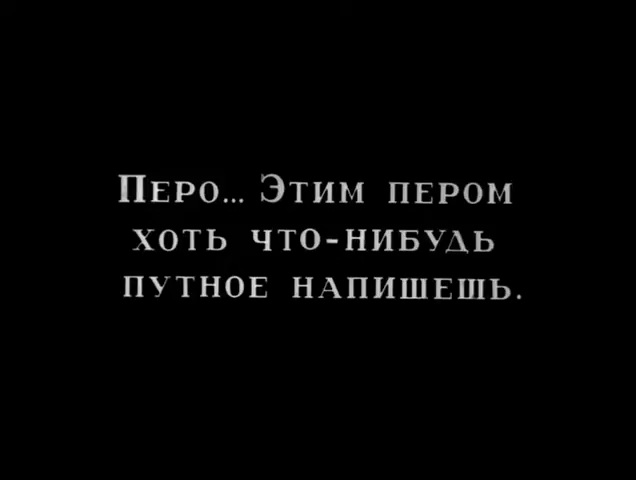 Перо... Этим пером
хоть что-нибудь
путное напишешь.